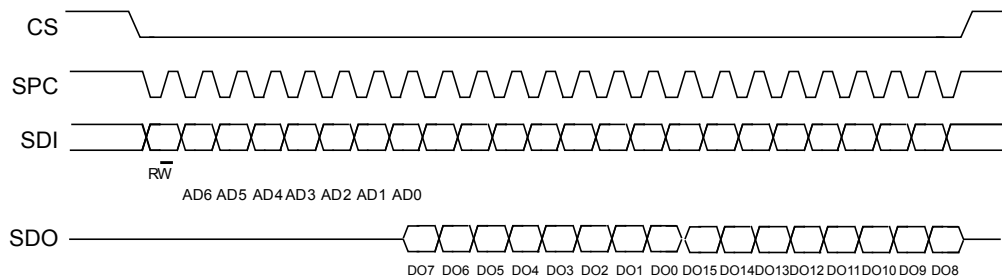 CS
SPC
SDI
RW
AD6 AD5 AD4 AD3 AD2 AD1 AD0
SDO
DO7 DO6 DO5 DO4 DO3 DO2 DO1 DO0 DO15 DO14 DO13 DO12 DO11 DO10 DO9 DO8